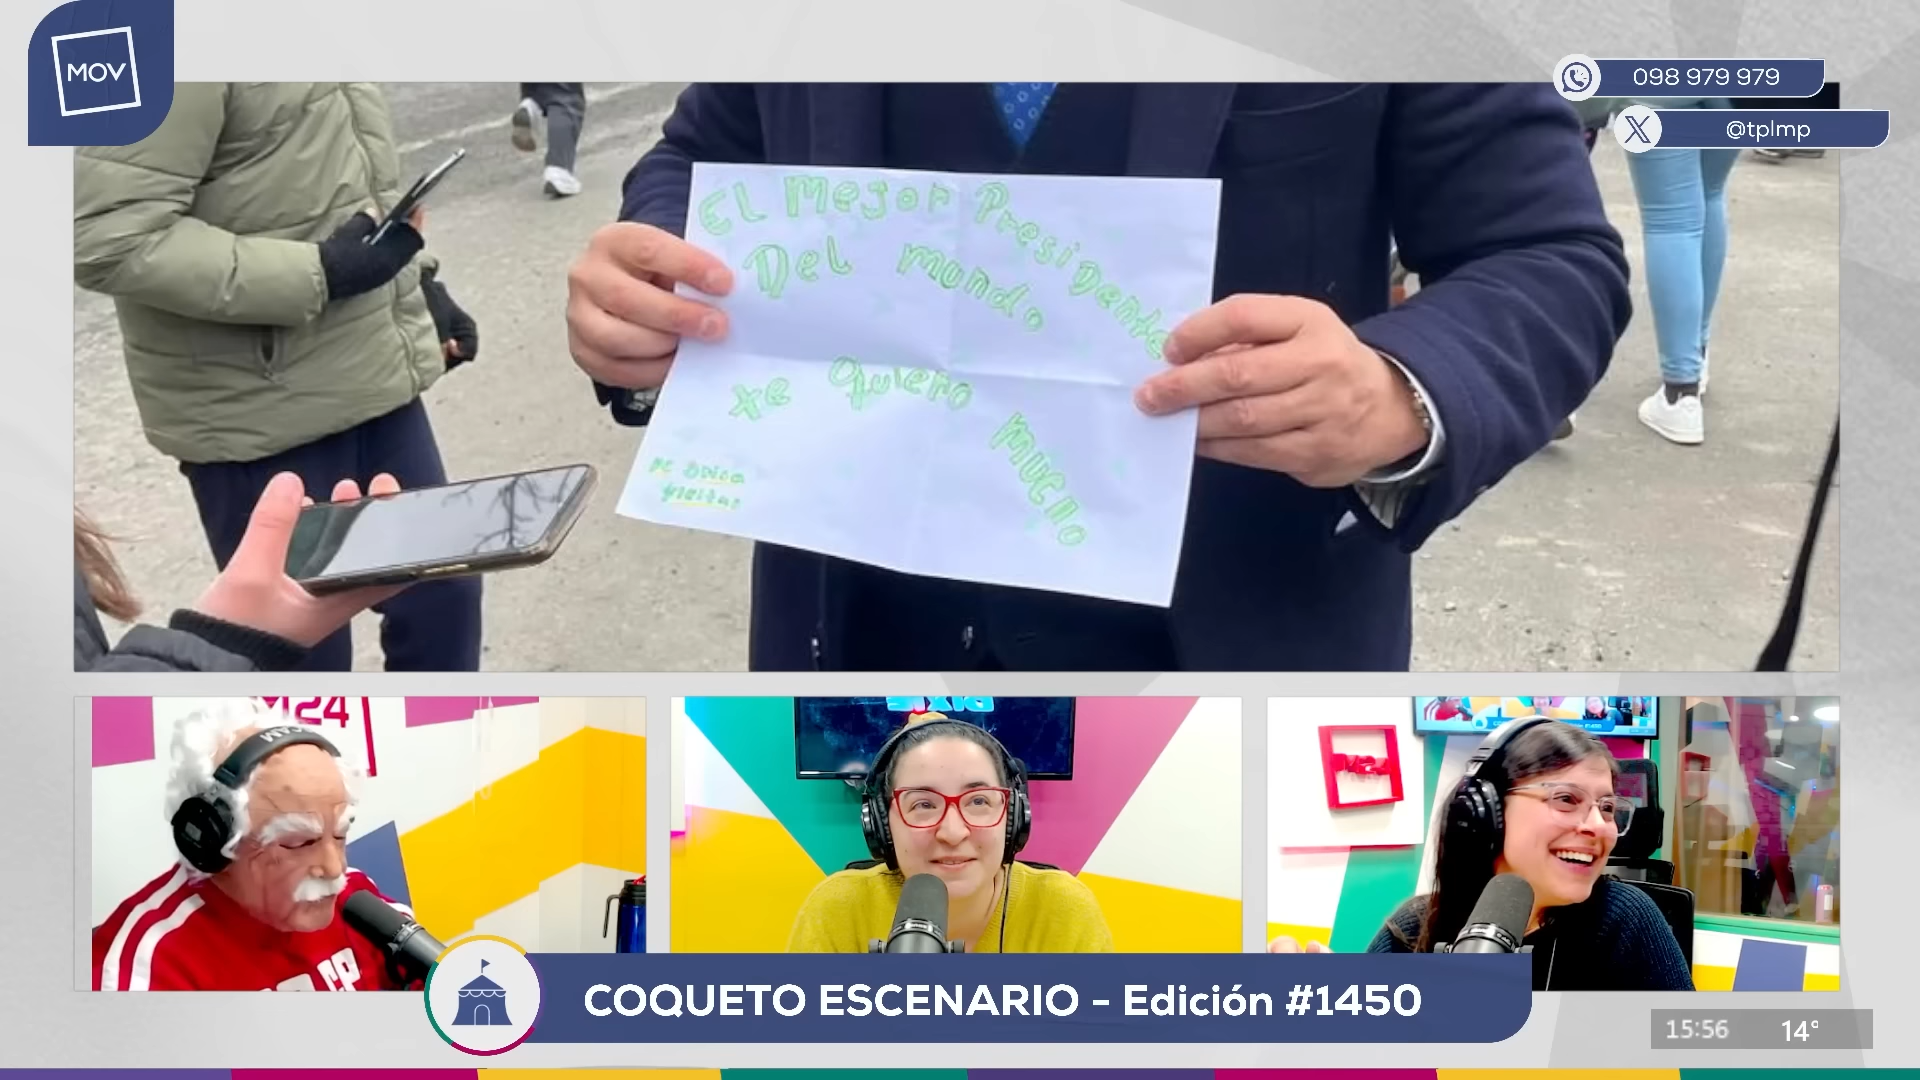 MOV
098 979 979
@tplmp
El Mejor Presidente
Del mundo
te Quiero mucho
M24
COQUETO ESCENARIO - Edición #1450
15:56 14°